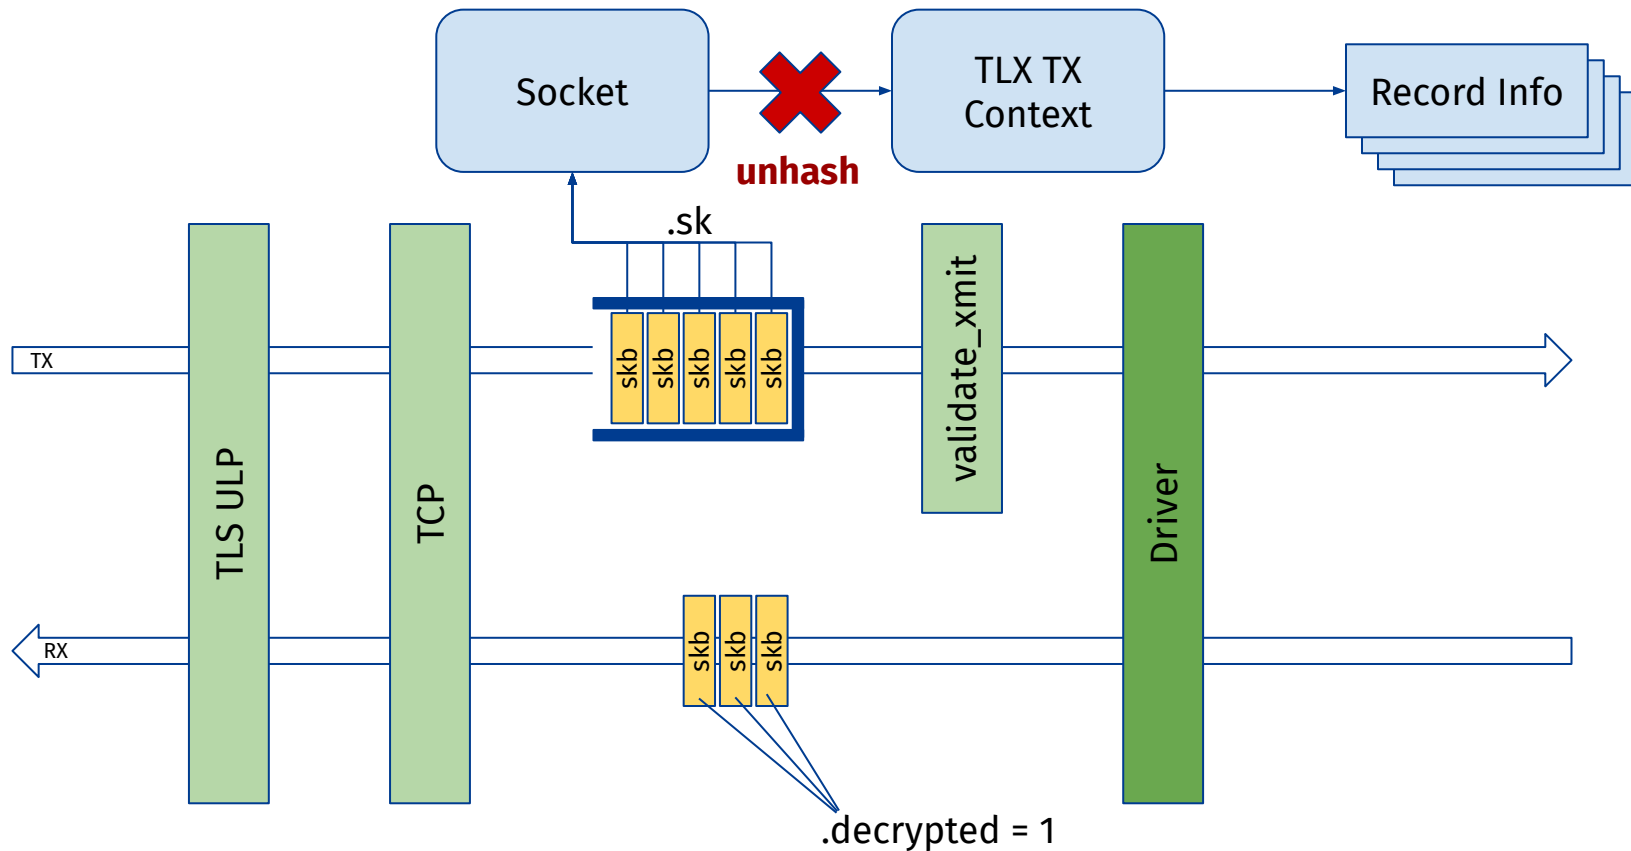 Socket
TLX TX
Context
Record Info
unhash
.sk
TX
skb
skb
skb
skb
skb
validate_xmit
TLS ULP
TCP
Driver
RX
skb
skb
skb
.decrypted = 1